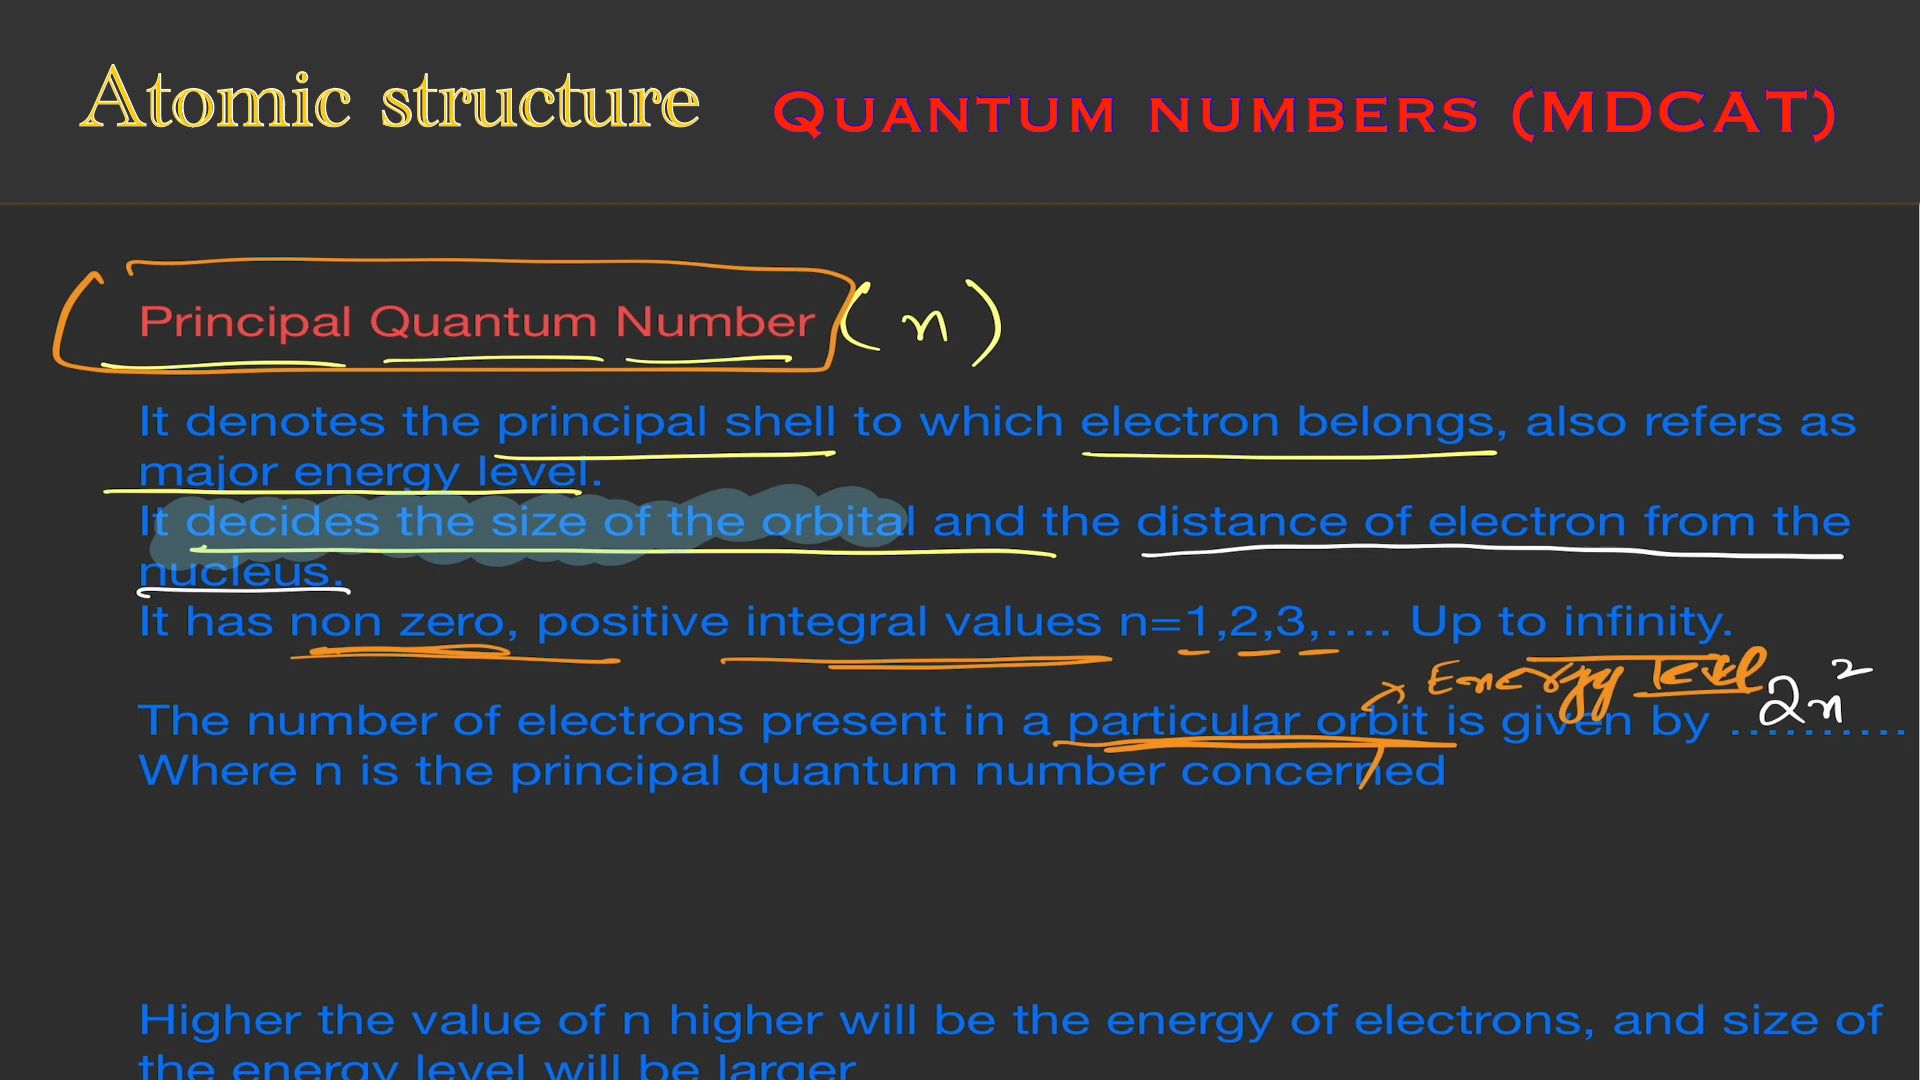 Atomic structure QUANTUM NUMBERS (MDCAT)
Principal Quantum Number (n)
It denotes the principal shell to which electron belongs, also refers as
major energy level.
It decides the size of the orbital and the distance of electron from the
nucleus.
It has non zero, positive integral values n=1,2,3,.... Up to infinity.
Energy level
The number of electrons present in a particular orbit is given by .......... 2n²
Where n is the principal quantum number concerned
Higher the value of n higher will be the energy of electrons, and size of
the energy level will be larger